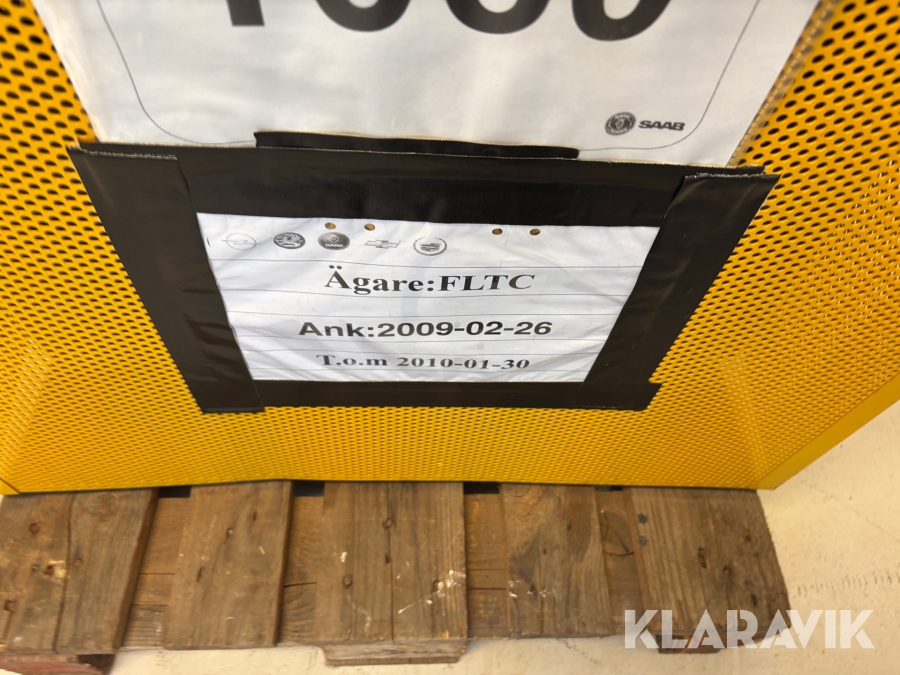 SAAB
Ägare:FLTC
Ank:2009-02-26
T.o.m 2010-01-30
KLARAVIK